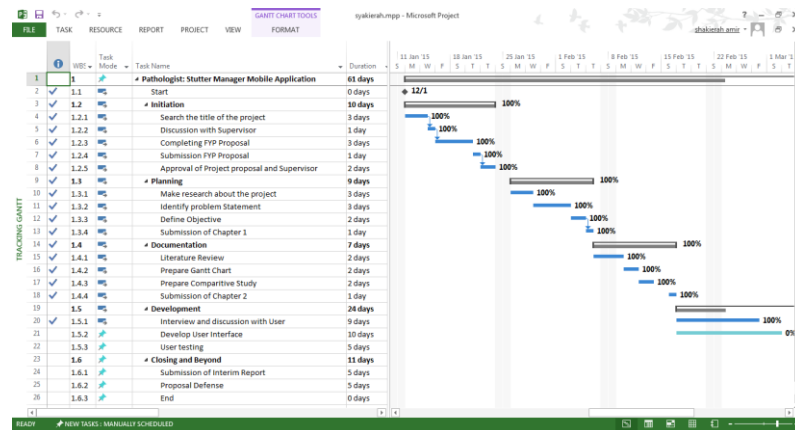 GANTT CHART TOOLS
syakierah.mpp - Microsoft Project
FILE TASK RESOURCE REPORT PROJECT VIEW FORMAT
shakierah amir
WBS Task Mode Task Name Duration
11 Jan '15 18 Jan '15 25 Jan '15 1 Feb '15 8 Feb '15 15 Feb '15 22 Feb '15 1 Mar '1
S M W F S T T S M W F S T T S M W F S T T S M W F S T
1 1 Pathologist: Stutter Manager Mobile Application 61 days
2 1.1 Start 0 days 12/1
3 1.2 Initiation 10 days 100%
4 1.2.1 Search the title of the project 3 days 100%
5 1.2.2 Discussion with Supervisor 1 day 100%
6 1.2.3 Completing FYP Proposal 3 days 100%
7 1.2.4 Submission FYP Proposal 1 day 100%
8 1.2.5 Approval of Project proposal and Supervisor 2 days 100%
9 1.3 Planning 9 days 100%
10 1.3.1 Make research about the project 3 days 100%
11 1.3.2 Identify problem Statement 3 days 100%
12 1.3.3 Define Objective 2 days 100%
13 1.3.4 Submission of Chapter 1 1 day 100%
14 1.4 Documentation 7 days 100%
15 1.4.1 Literature Review 2 days 100%
16 1.4.2 Prepare Gantt Chart 2 days 100%
17 1.4.3 Prepare Comparitive Study 2 days 100%
18 1.4.4 Submission of Chapter 2 1 day 100%
19 1.5 Development 24 days
20 1.5.1 Interview and discussion with User 9 days 100%
21 1.5.2 Develop User Interface 10 days 0%
22 1.5.3 User testing 5 days
23 1.6 Closing and Beyond 11 days
24 1.6.1 Submission of Interim Report 5 days
25 1.6.2 Proposal Defense 5 days
26 1.6.3 End 0 days
TRACKING GANTT
READY NEW TASKS : MANUALLY SCHEDULED